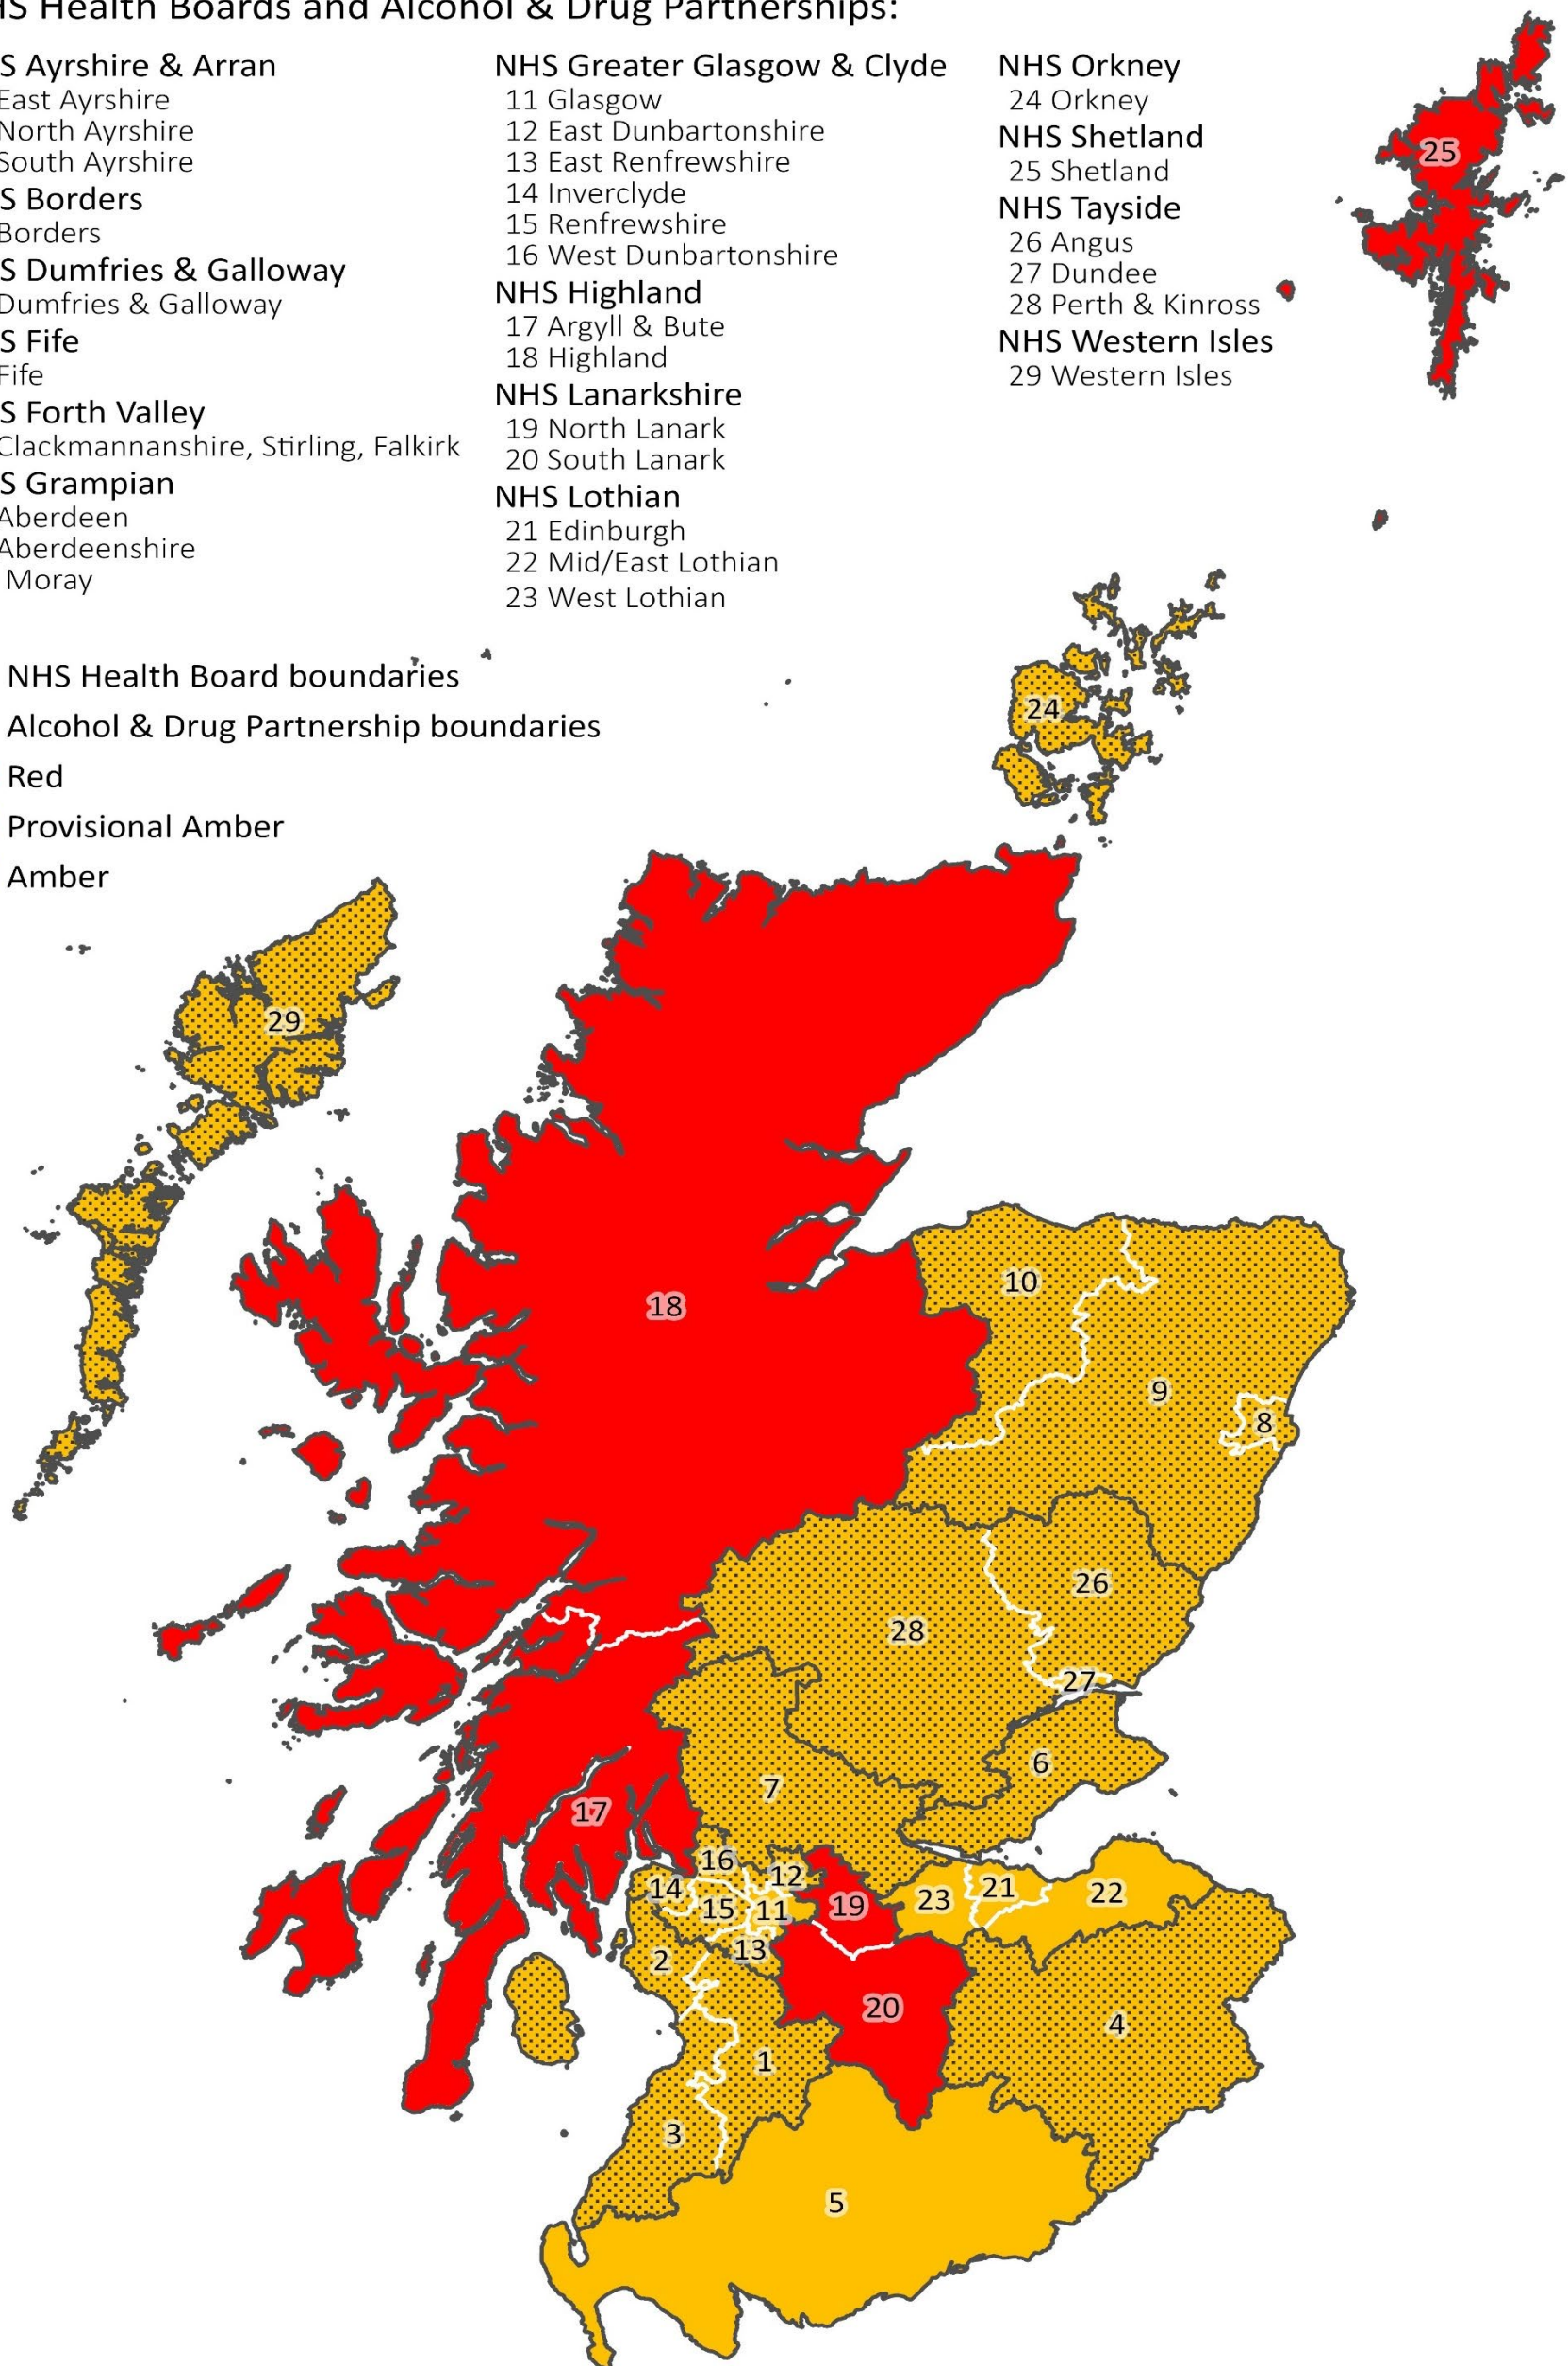 HS Health Boards and Alcohol & Drug Partnerships:
S Ayrshire & Arran
East Ayrshire
North Ayrshire
South Ayrshire
S Borders
Borders
S Dumfries & Galloway
Dumfries & Galloway
S Fife
Fife
S Forth Valley
Clackmannanshire, Stirling, Falkirk
S Grampian
Aberdeen
Aberdeenshire
Moray
NHS Greater Glasgow & Clyde
11 Glasgow
12 East Dunbartonshire
13 East Renfrewshire
14 Inverclyde
15 Renfrewshire
16 West Dunbartonshire
NHS Highland
17 Argyll & Bute
18 Highland
NHS Lanarkshire
19 North Lanark
20 South Lanark
NHS Lothian
21 Edinburgh
22 Mid/East Lothian
23 West Lothian
NHS Orkney
24 Orkney
NHS Shetland
25 Shetland
NHS Tayside
26 Angus
27 Dundee
28 Perth & Kinross
NHS Western Isles
29 Western Isles
NHS Health Board boundaries
Alcohol & Drug Partnership boundaries
Red
Provisional Amber
Amber
25
24
29
18
10
9
8
26
28
27
6
7
17
16
12
14
15
11
19
23
21
22
13
2
20
4
1
3
5